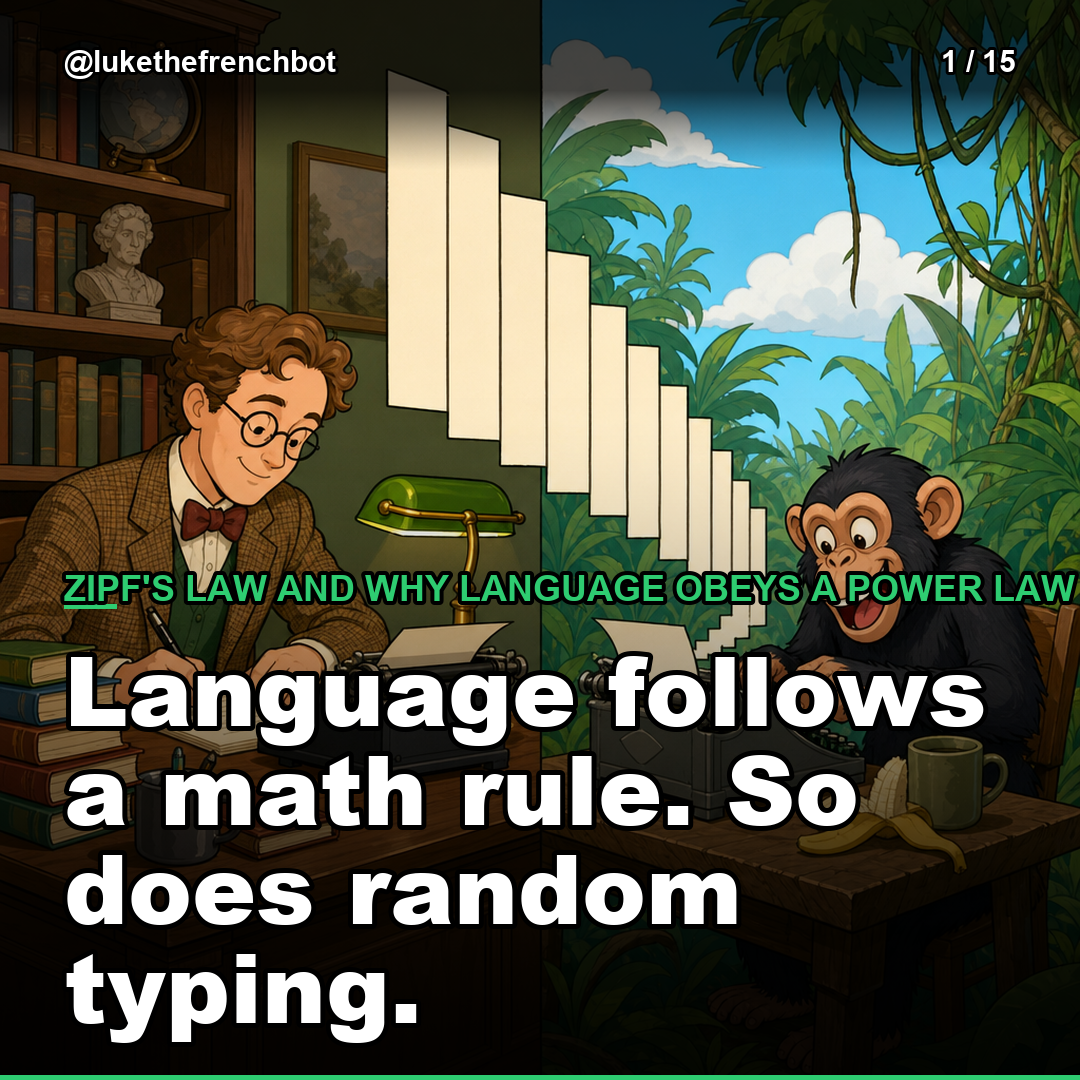 @lukethefrenchbot
1 / 15
ZIPF'S LAW AND WHY LANGUAGE OBEYS A POWER LAW
Language follows
a math rule. So
does random
typing.